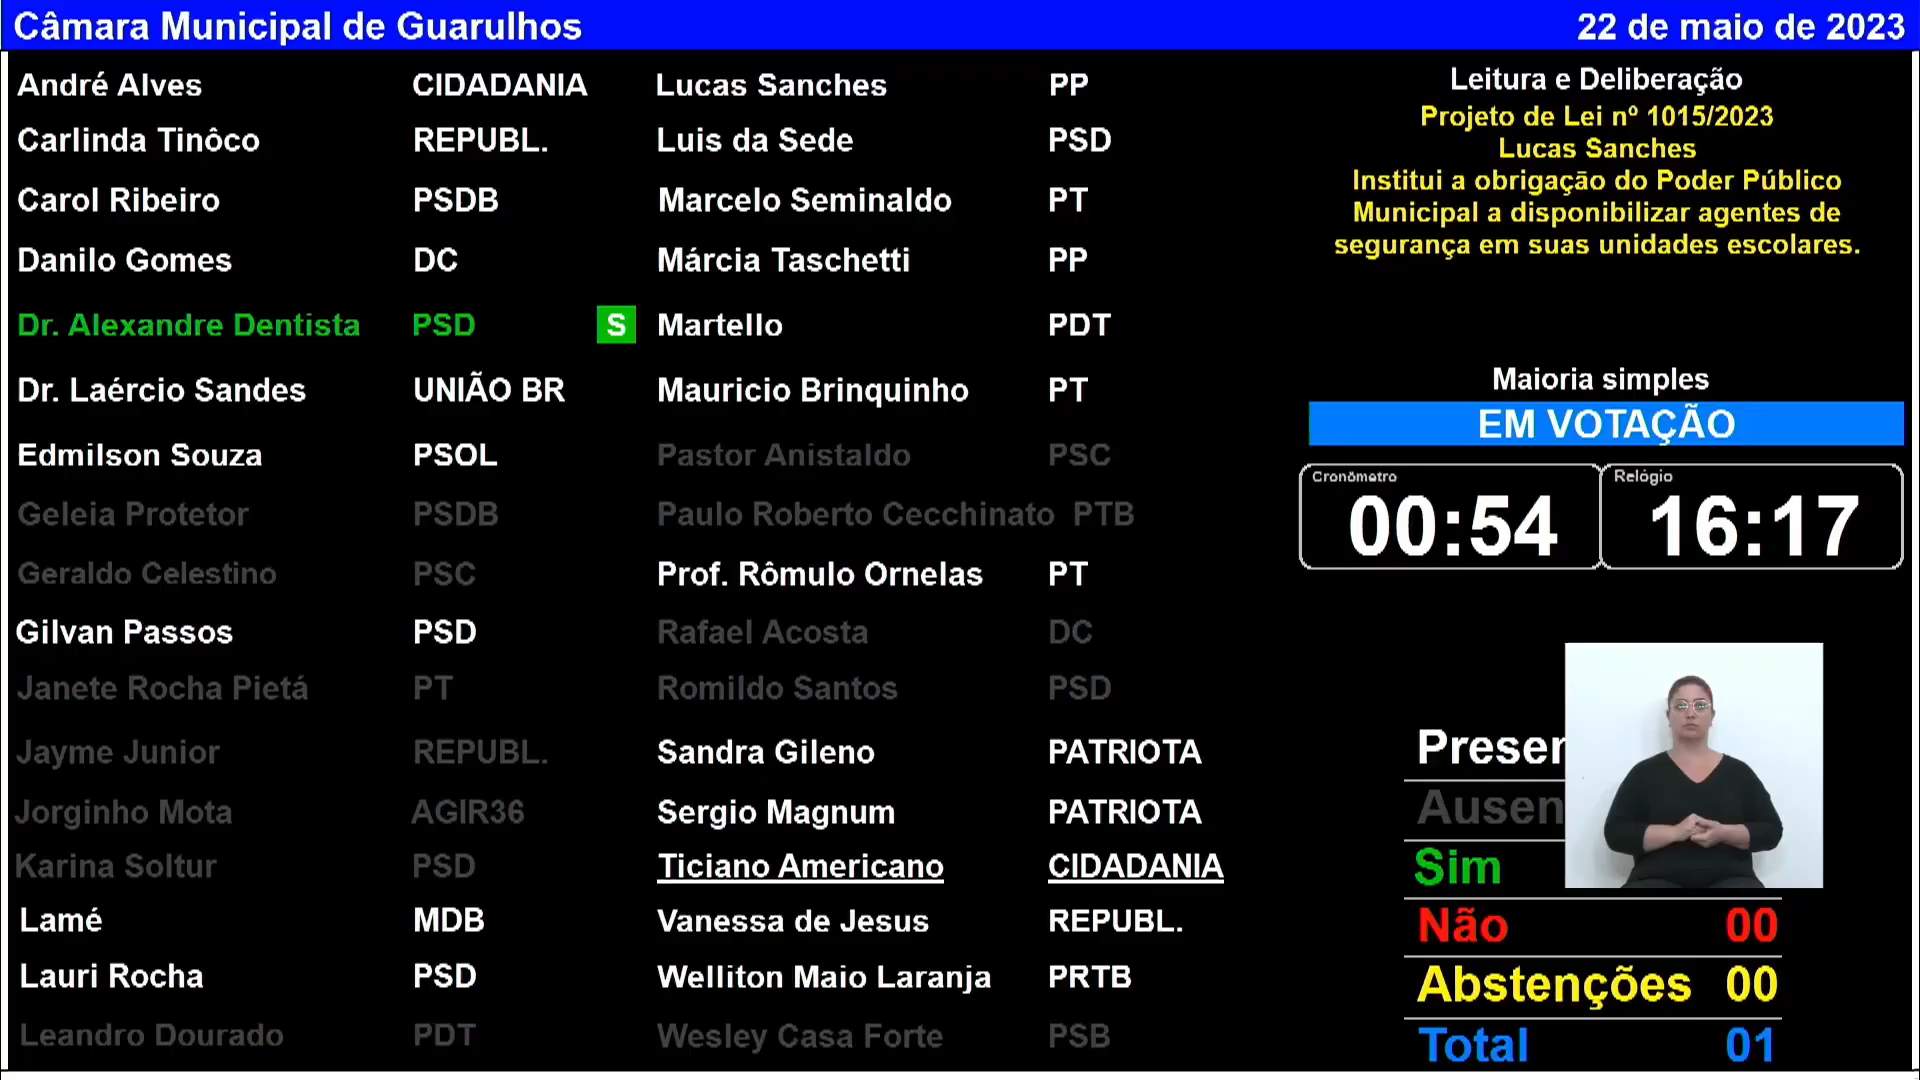 Câmara Municipal de Guarulhos 22 de maio de 2023
André Alves CIDADANIA
Carlinda Tinôco REPUBL.
Carol Ribeiro PSDB
Danilo Gomes DC
Dr. Alexandre Dentista PSD S
Dr. Laércio Sandes UNIÃO BR
Edmilson Souza PSOL
Geleia Protetor PSDB
Geraldo Celestino PSC
Gilvan Passos PSD
Janete Rocha Pietá PT
Jayme Junior REPUBL.
Jorginho Mota AGIR36
Karina Soltur PSD
Lamé MDB
Lauri Rocha PSD
Leandro Dourado PDT
Lucas Sanches PP
Luis da Sede PSD
Marcelo Seminaldo PT
Márcia Taschetti PP
Martello PDT
Mauricio Brinquinho PT
Pastor Anistaldo PSC
Paulo Roberto Cecchinato PTB
Prof. Rômulo Ornelas PT
Rafael Acosta DC
Romildo Santos PSD
Sandra Gileno PATRIOTA
Sergio Magnum PATRIOTA
Ticiano Americano CIDADANIA
Vanessa de Jesus REPUBL.
Welliton Maio Laranja PRTB
Wesley Casa Forte PSB
Leitura e Deliberação
Projeto de Lei nº 1015/2023
Lucas Sanches
Institui a obrigação do Poder Público
Municipal a disponibilizar agentes de
segurança em suas unidades escolares.
Maioria simples
EM VOTAÇÃO
Cronômetro Relógio
00:54 16:17
Presen
Ausen
Sim
Não 00
Abstenções 00
Total 01